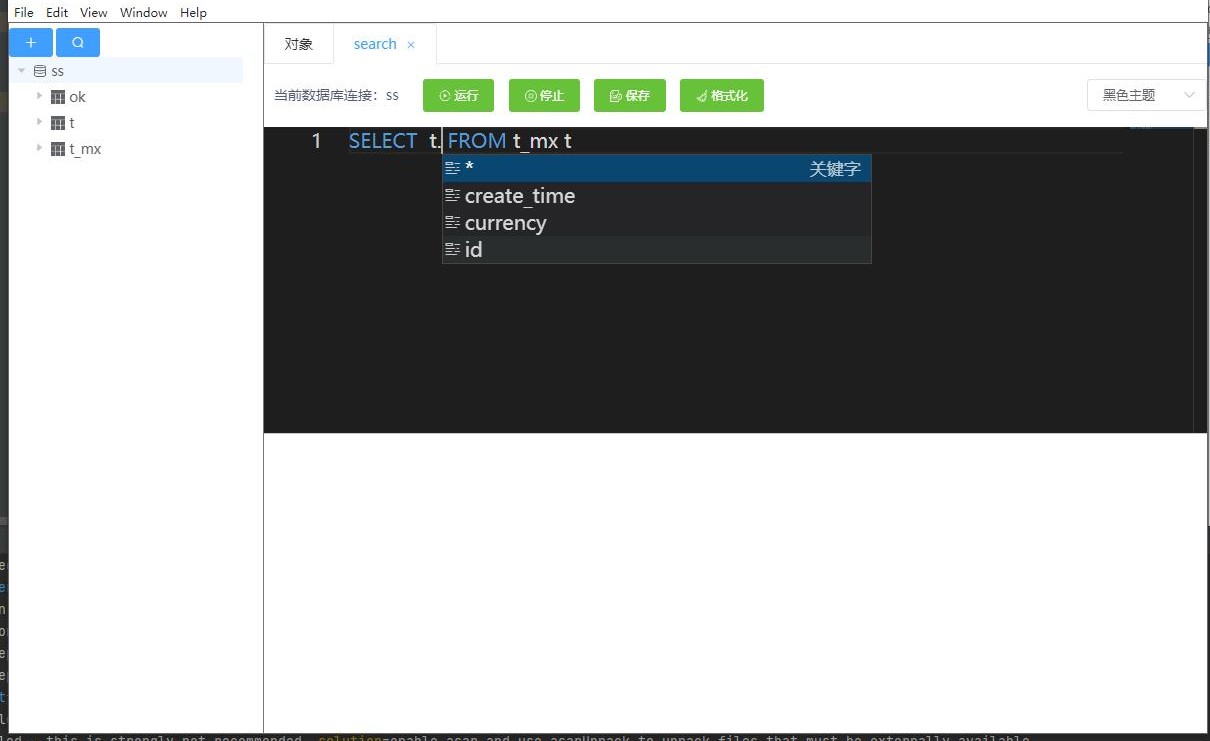 File Edit View Window Help
ss
ok
t
t_mx
对象 search ×
当前数据库连接：ss 运行 停止 保存 格式化 黑色主题
1 SELECT t. FROM t_mx t
* 关键字
create_time
currency
id
led - this is strongly not recommended, solution=enable asar and use asarUnpack to unpack files that must be externally available